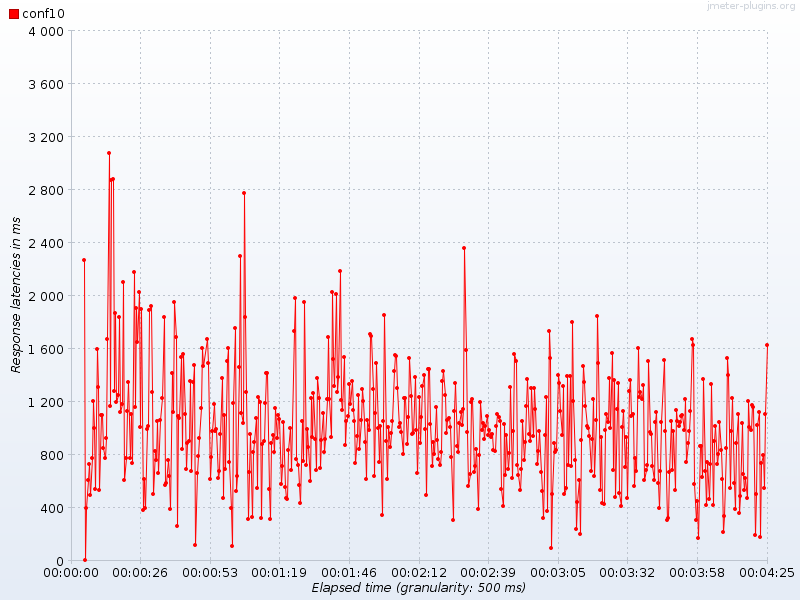 jmeter-plugins.org
conf10
4 000
3 600
3 200
2 800
2 400
2 000
1 600
1 200
800
400
0
Response latencies in ms
00:00:00 00:00:26 00:00:53 00:01:19 00:01:46 00:02:12 00:02:39 00:03:05 00:03:32 00:03:58 00:04:25
Elapsed time (granularity: 500 ms)